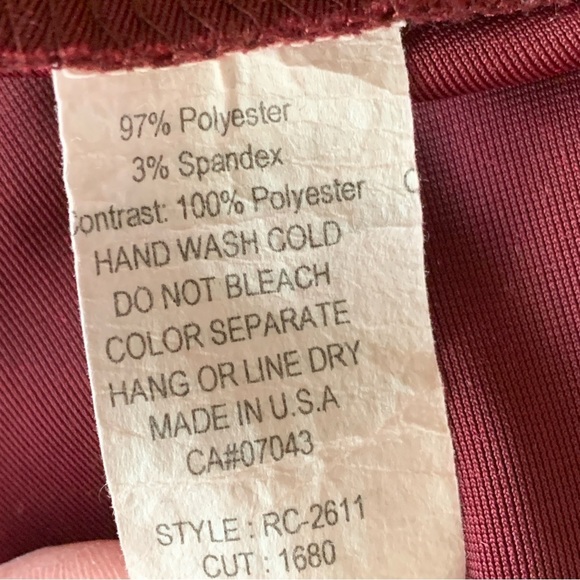 97% Polyester
3% Spandex
Contrast: 100% Polyester
HAND WASH COLD
DO NOT BLEACH
COLOR SEPARATE
HANG OR LINE DRY
MADE IN U.S.A
CA#07043
STYLE : RC-2611
CUT : 1680